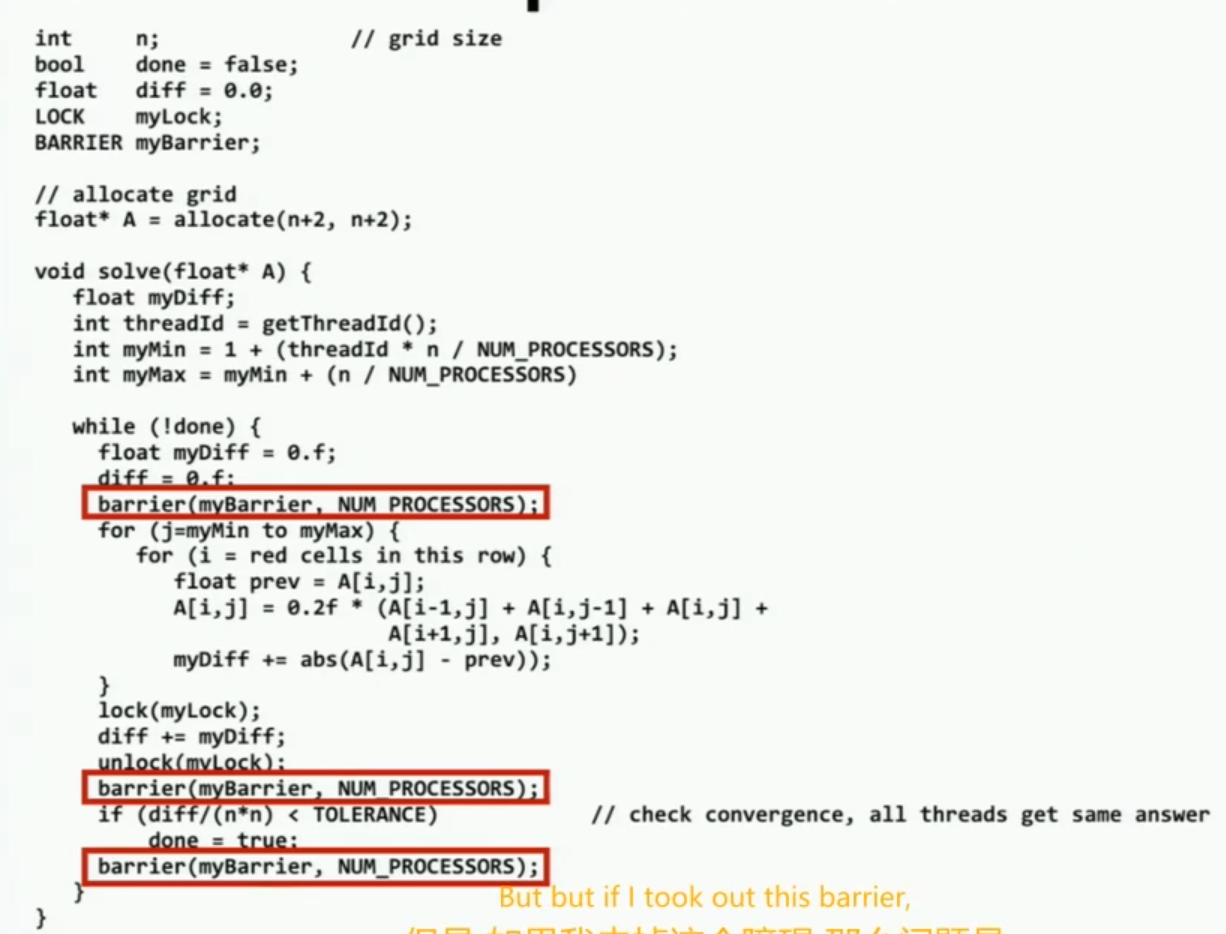 int n; // grid size
bool done = false;
float diff = 0.0;
LOCK myLock;
BARRIER myBarrier;
// allocate grid
float* A = allocate(n+2, n+2);
void solve(float* A) {
float myDiff;
int threadId = getThreadId();
int myMin = 1 + (threadId * n / NUM_PROCESSORS);
int myMax = myMin + (n / NUM_PROCESSORS)
while (!done) {
float myDiff = 0.f;
diff = 0.f;
barrier(myBarrier, NUM_PROCESSORS);
for (j=myMin to myMax) {
for (i = red cells in this row) {
float prev = A[i,j];
A[i,j] = 0.2f * (A[i-1,j] + A[i,j-1] + A[i,j] +
A[i+1,j], A[i,j+1]);
myDiff += abs(A[i,j] - prev));
}
lock(myLock);
diff += myDiff;
unlock(myLock);
barrier(myBarrier, NUM_PROCESSORS);
if (diff/(n*n) < TOLERANCE) // check convergence, all threads get same answer
done = true;
barrier(myBarrier, NUM_PROCESSORS);
}
}
But but if I took out this barrier,